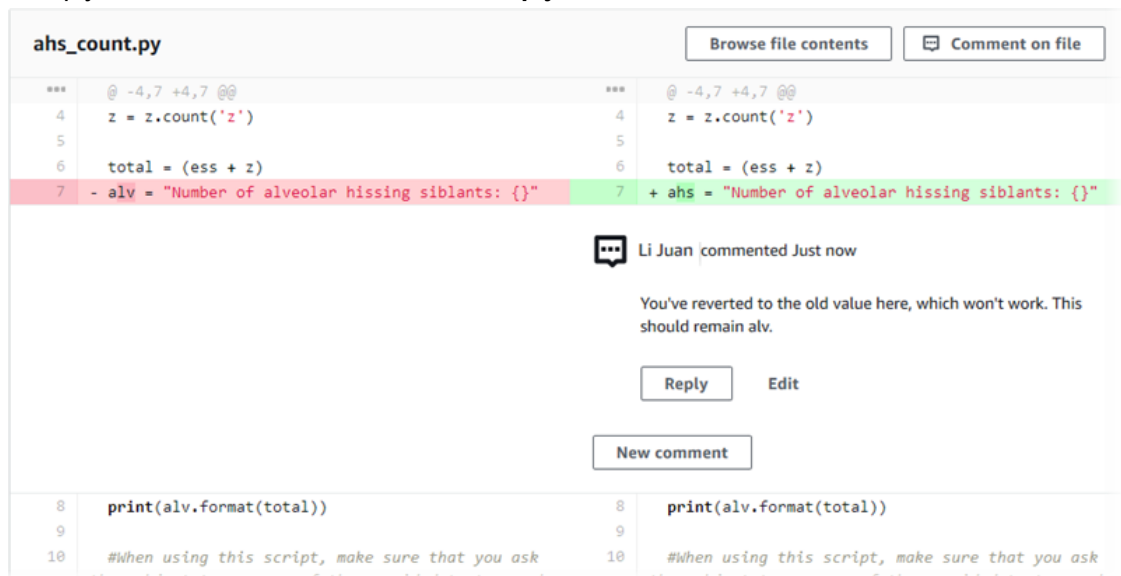 ahs_count.py
Browse file contents
Comment on file
@ -4,7 +4,7 @@
@ -4,7 +4,7 @@
4 z = z.count('z')
4 z = z.count('z')
5
5
6 total = (ess + z)
6 total = (ess + z)
7 - alv = "Number of alveolar hissing siblants: {}"
7 + ahs = "Number of alveolar hissing siblants: {}"
Li Juan commented Just now
You've reverted to the old value here, which won't work. This
should remain alv.
Reply
Edit
New comment
8 print(alv.format(total))
8 print(alv.format(total))
9
9
10 #When using this script, make sure that you ask
10 #When using this script, make sure that you ask